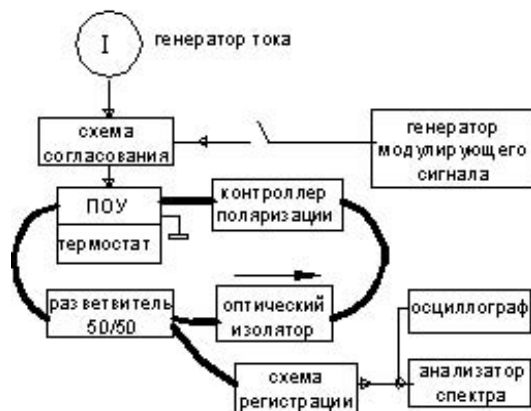 I
генератор тока
схема
согласования
генератор
модулирующего
сигнала
ПОУ
термостат
контроллер
поляризации
разветвитель
50/50
оптический
изолятор
осциллограф
схема
регистрации
анализатор
спектра